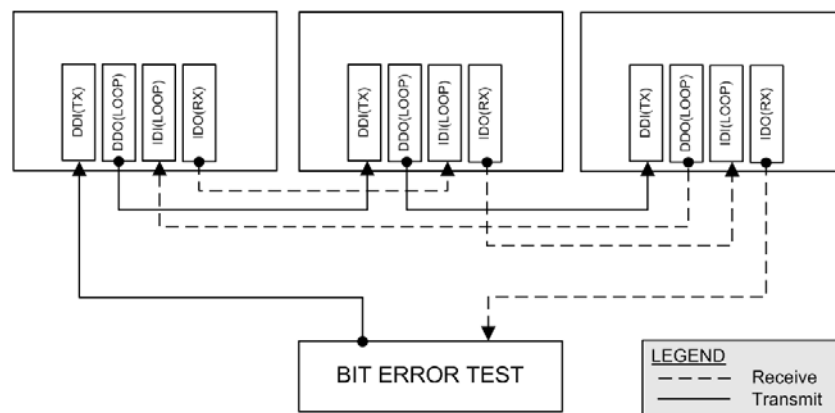 DDI(TX)
DDO(LOOP)
IDI(LOOP)
IDO(RX)
DDI(TX)
DDO(LOOP)
IDI(LOOP)
IDO(RX)
DDI(TX)
DDO(LOOP)
IDI(LOOP)
IDO(RX)
BIT ERROR TEST
LEGEND
Receive
Transmit